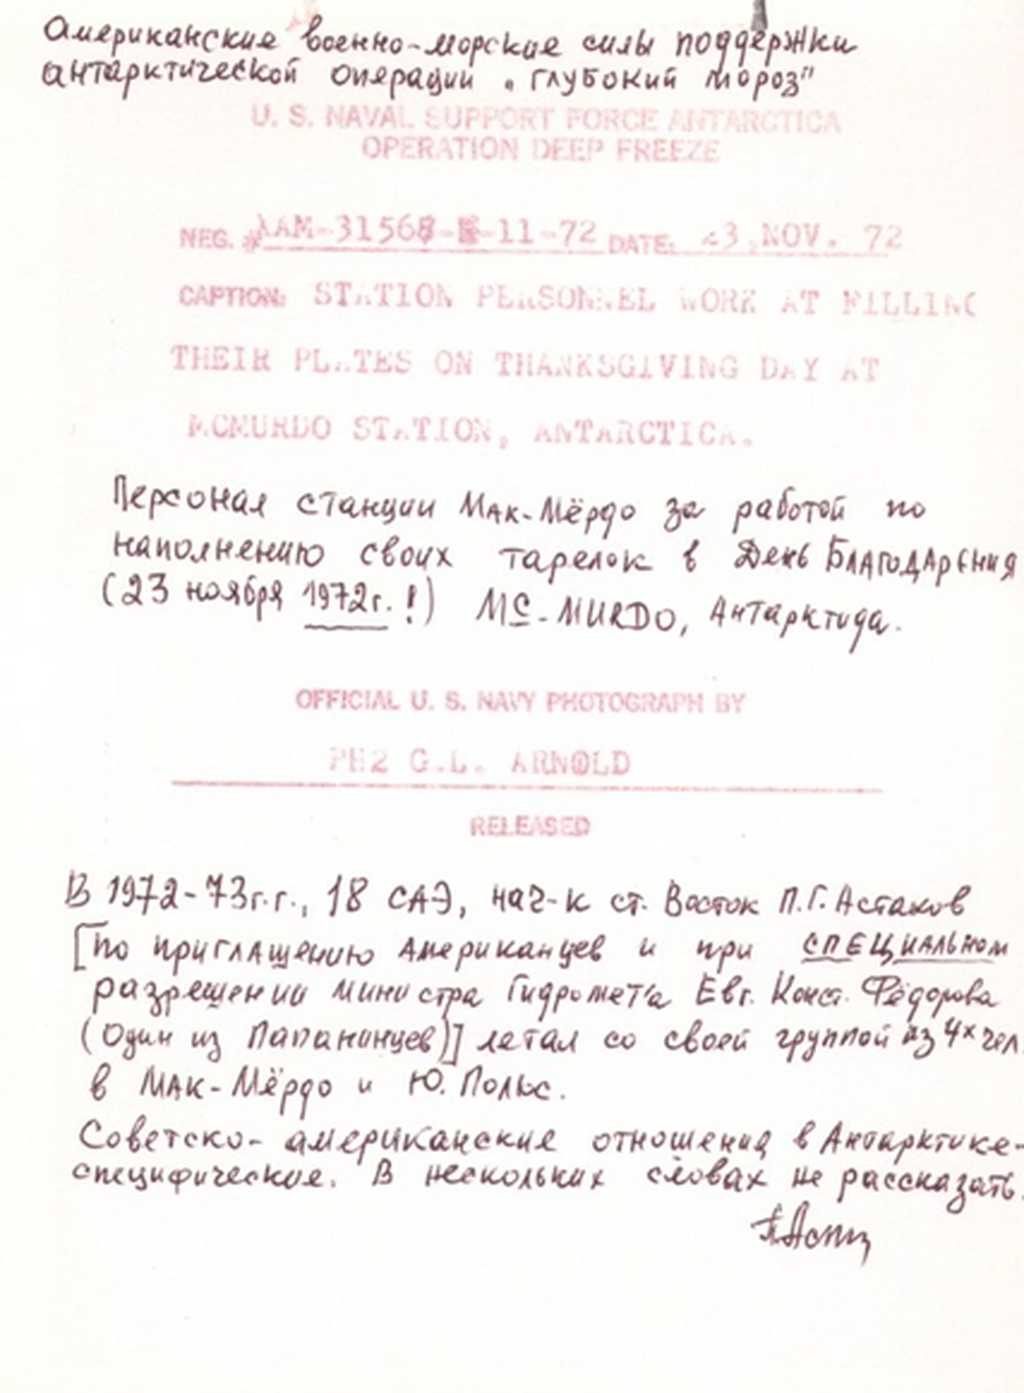 Американские военно-морские силы поддержки
антарктической операции „глубокий мороз"
U. S. NAVAL SUPPORT FORCE ANTARCTICA
OPERATION DEEP FREEZE
NEG. # XAM-31568- -11-72 DATE: 23 NOV. 72
CAPTION: STATION PERSONNEL WORK AT FILLING
THEIR PLATES ON THANKSGIVING DAY AT
MCMURDO STATION, ANTARCTICA.
Персонал станции Мак-Мёрдо за работой по
наполнению своих тарелок в День Благодарения
(23 ноября 1972г.!) Mc-MURDO, Антарктида.
OFFICIAL U. S. NAVY PHOTOGRAPH BY
PH2 G.L. ARNOLD
RELEASED
В 1972-73г.г., 18 САЭ, нач-к ст. Восток П.Г. Астахов
[по приглашению американцев и при специальном
разрешении министра Гидромет'а Евг. Конст. Фёдорова
(один из Папанинцев)] летал со своей группой из 4х чел.
в Мак-Мёрдо и Ю. Полюс.
Советско-американские отношения в Антарктике-
специфические. В нескольких словах не рассказать.